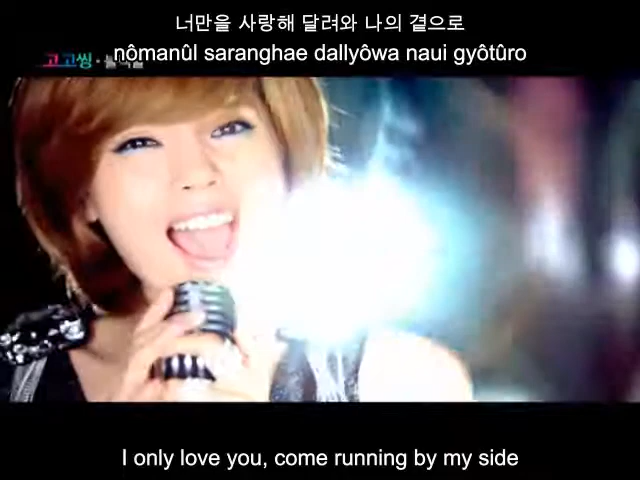 너만을 사랑해 달려와 나의 곁으로
nômanûl saranghae dallyôwa naui gyôtûro
고고씽
I only love you, come running by my side